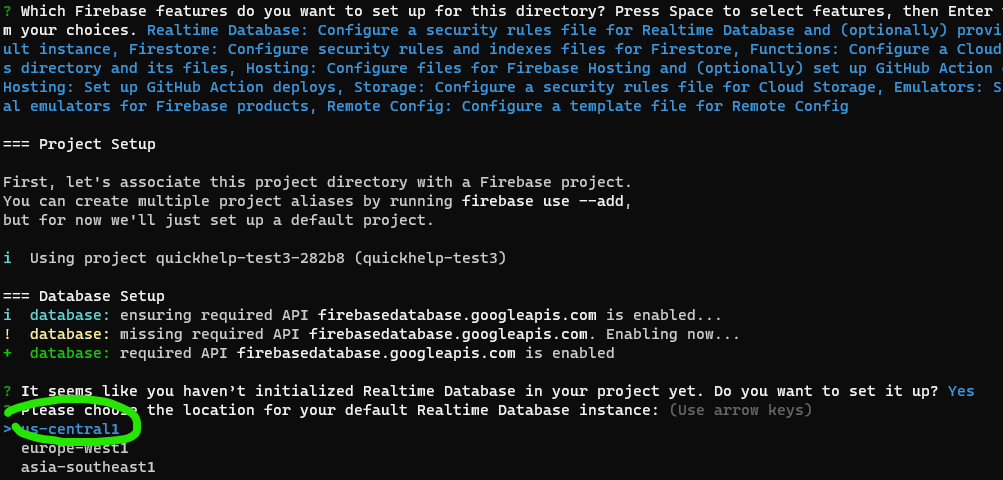 ? Which Firebase features do you want to set up for this directory? Press Space to select features, then Enter
m your choices. Realtime Database: Configure a security rules file for Realtime Database and (optionally) provi
ult instance, Firestore: Configure security rules and indexes files for Firestore, Functions: Configure a Cloud
s directory and its files, Hosting: Configure files for Firebase Hosting and (optionally) set up GitHub Action
Hosting: Set up GitHub Action deploys, Storage: Configure a security rules file for Cloud Storage, Emulators: S
al emulators for Firebase products, Remote Config: Configure a template file for Remote Config
=== Project Setup
First, let's associate this project directory with a Firebase project.
You can create multiple project aliases by running firebase use --add,
but for now we'll just set up a default project.
i  Using project quickhelp-test3-282b8 (quickhelp-test3)
=== Database Setup
i  database: ensuring required API firebasedatabase.googleapis.com is enabled...
!  database: missing required API firebasedatabase.googleapis.com. Enabling now...
+  database: required API firebasedatabase.googleapis.com is enabled
? It seems like you haven’t initialized Realtime Database in your project yet. Do you want to set it up? Yes
? Please choose the location for your default Realtime Database instance: (Use arrow keys)
> us-central1
europe-west1
asia-southeast1